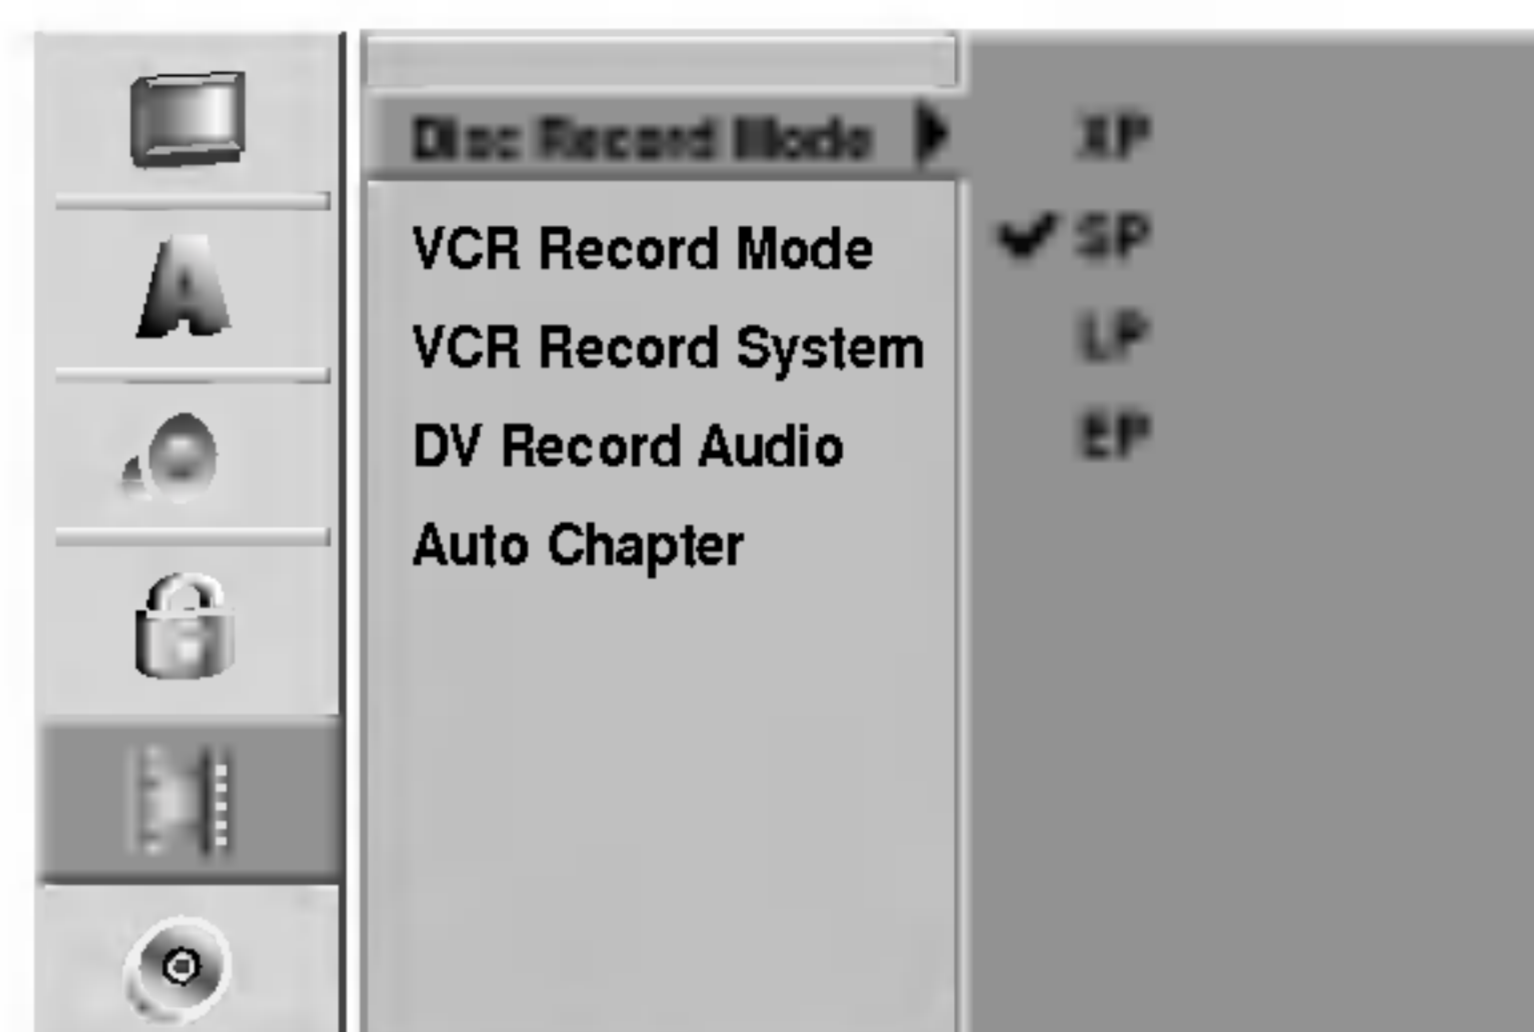 Disc Record Mode
XP
VCR Record Mode
SP
VCR Record System
LP
DV Record Audio
EP
Auto Chapter